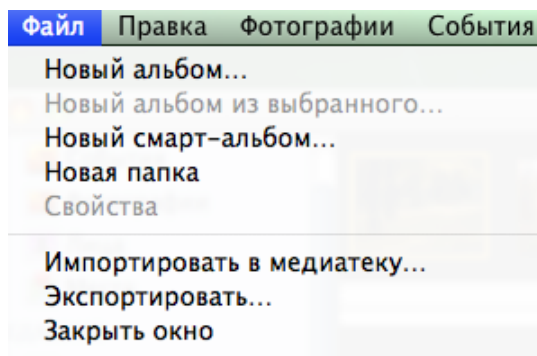 Файл Правка Фотографии События
Новый альбом...
Новый альбом из выбранного...
Новый смарт-альбом...
Новая папка
Свойства
Импортировать в медиатеку...
Экспортировать...
Закрыть окно